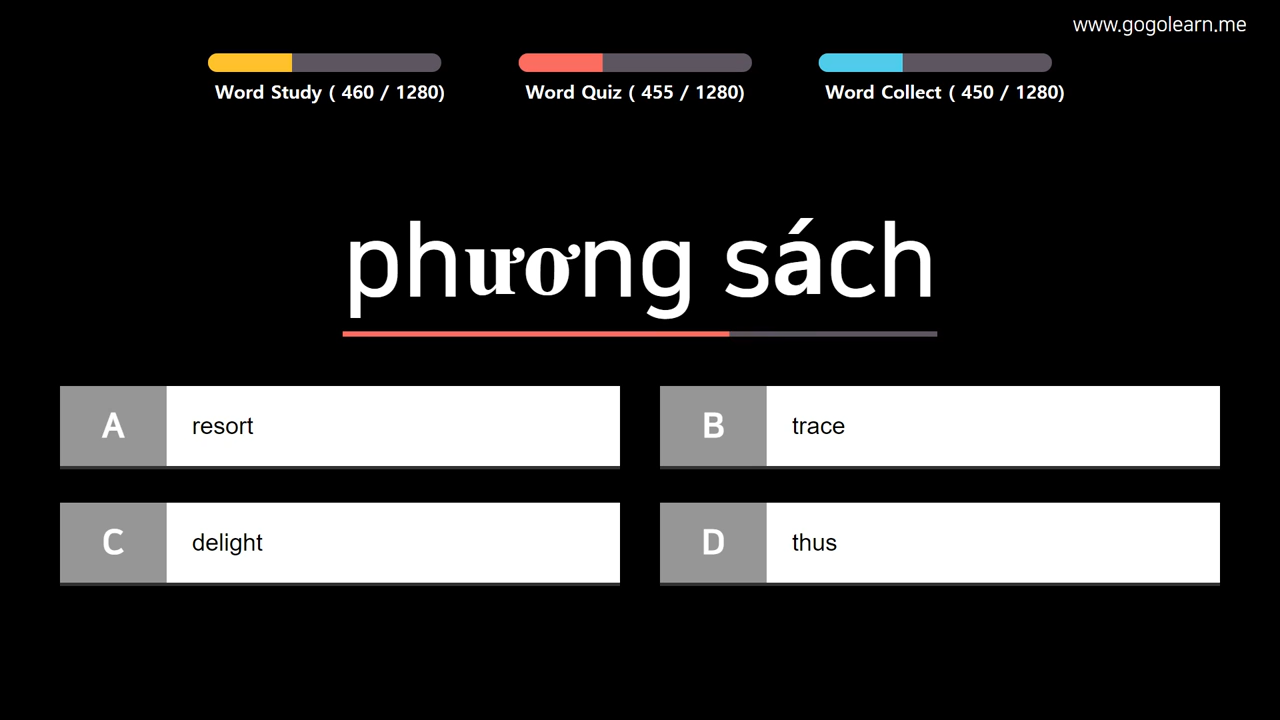 www.gogolearn.me
Word Study ( 460 / 1280)
Word Quiz ( 455 / 1280)
Word Collect ( 450 / 1280)
phương sách
A resort
B trace
C delight
D thus